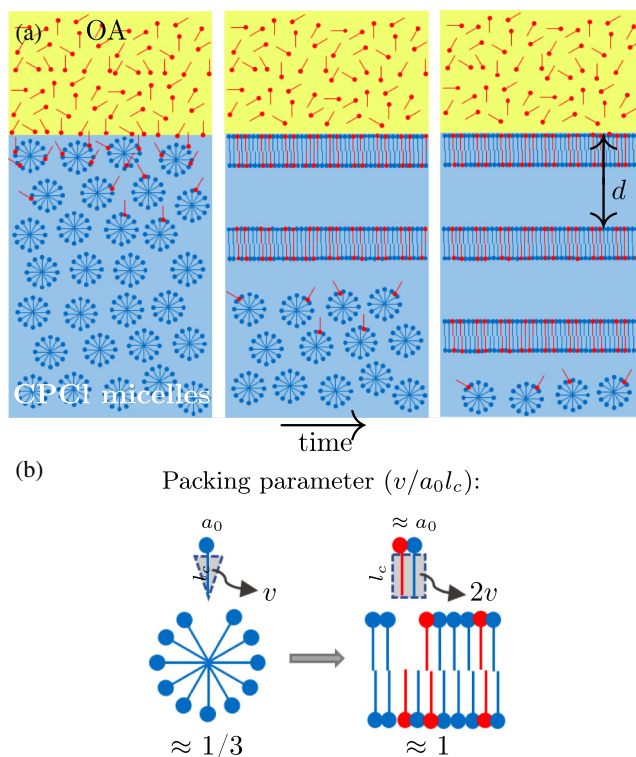 (a) OA
d
CPCl micelles
time
(b)
Packing parameter (v/a₀l_c):
a₀
≈ a₀
l_c
l_c
v
2v
≈ 1/3
≈ 1